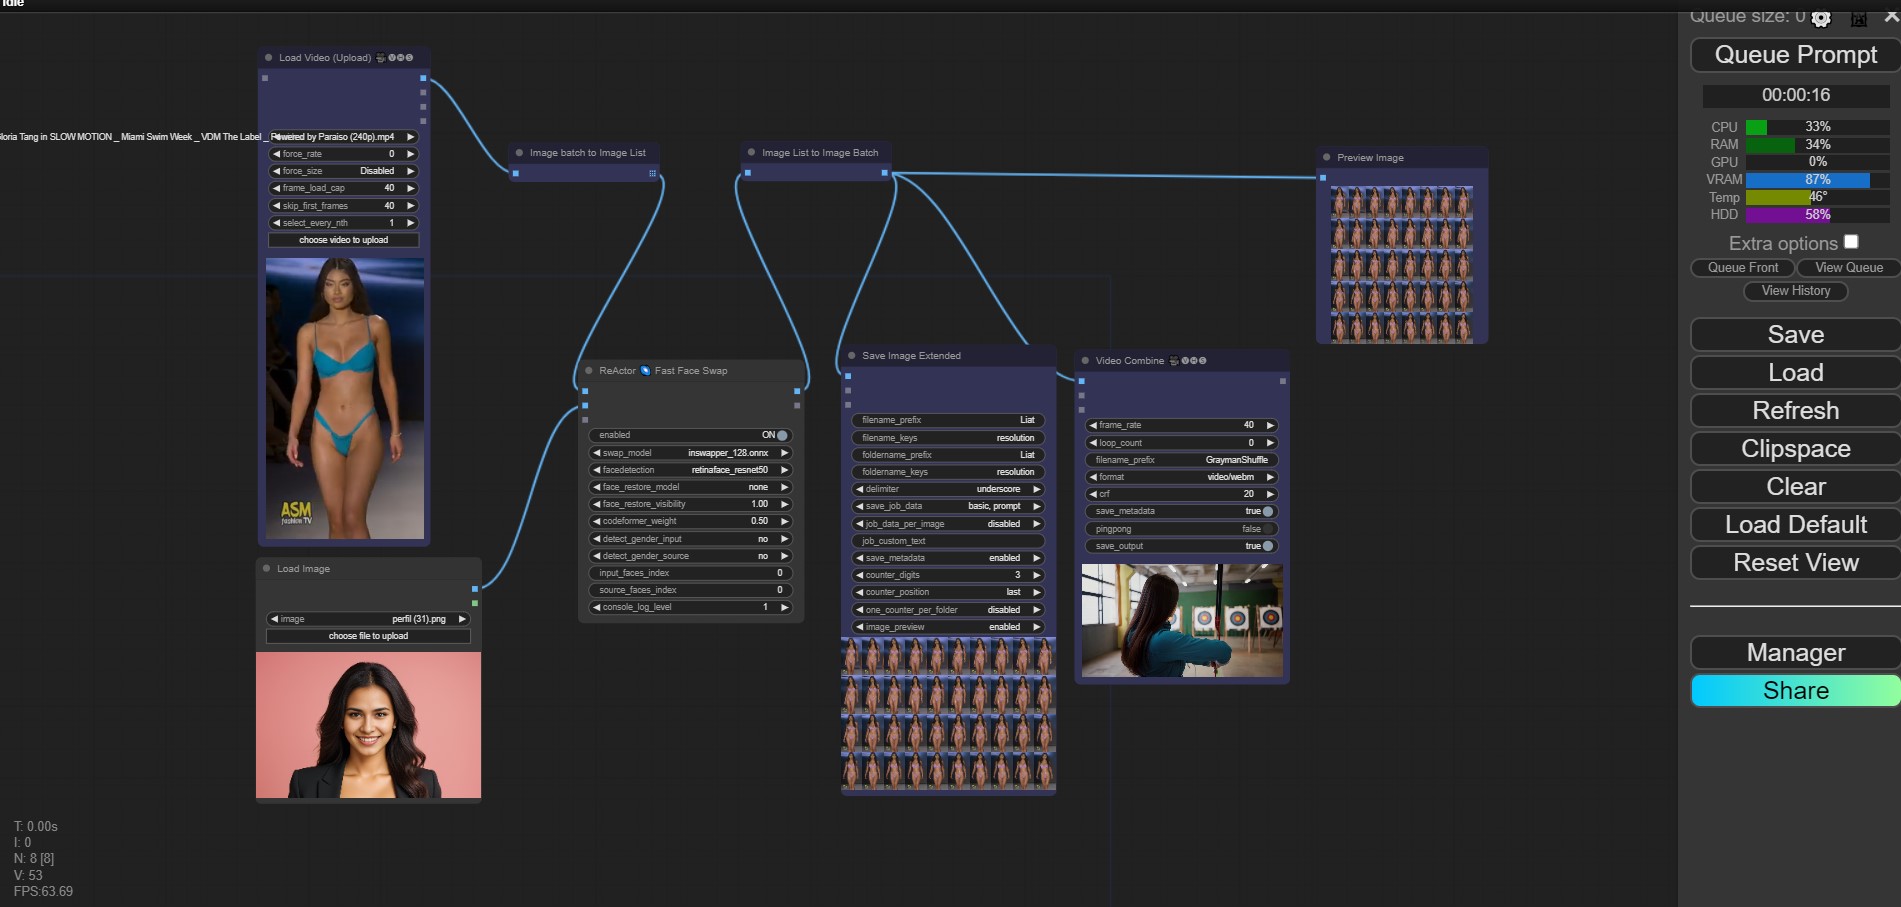 Idle
Load Video (Upload) VHS
Gloria Tang in SLOW MOTION _ Miami Swim Week _ VDM The Label _ Powered by Paraiso (240p).mp4
force_rate 0
force_size Disabled
frame_load_cap 40
skip_first_frames 40
select_every_nth 1
choose video to upload
ASM
fashion TV
Load Image
image perfil (31).png
choose file to upload
Image batch to Image List
Image List to Image Batch
ReActor Fast Face Swap
enabled ON
swap_model inswapper_128.onnx
facedetection retinaface_resnet50
face_restore_model none
face_restore_visibility 1.00
codeformer_weight 0.50
detect_gender_input no
detect_gender_source no
input_faces_index 0
source_faces_index 0
console_log_level 1
Save Image Extended
filename_prefix Liat
filename_keys resolution
foldername_prefix Liat
foldername_keys resolution
delimiter underscore
save_job_data basic, prompt
job_data_per_image disabled
job_custom_text
save_metadata enabled
counter_digits 3
counter_position last
one_counter_per_folder disabled
image_preview enabled
Video Combine VHS
frame_rate 40
loop_count 0
filename_prefix GraymanShuffle
format video/webm
crf 20
save_metadata true
pingpong false
save_output true
Preview Image
Queue size: 0
Queue Prompt
00:00:16
CPU 33%
RAM 34%
GPU 0%
VRAM 87%
Temp 46°
HDD 58%
Extra options
Queue Front View Queue
View History
Save
Load
Refresh
Clipspace
Clear
Load Default
Reset View
Manager
Share
T: 0.00s
I: 0
N: 8 [8]
V: 53
FPS:63.69